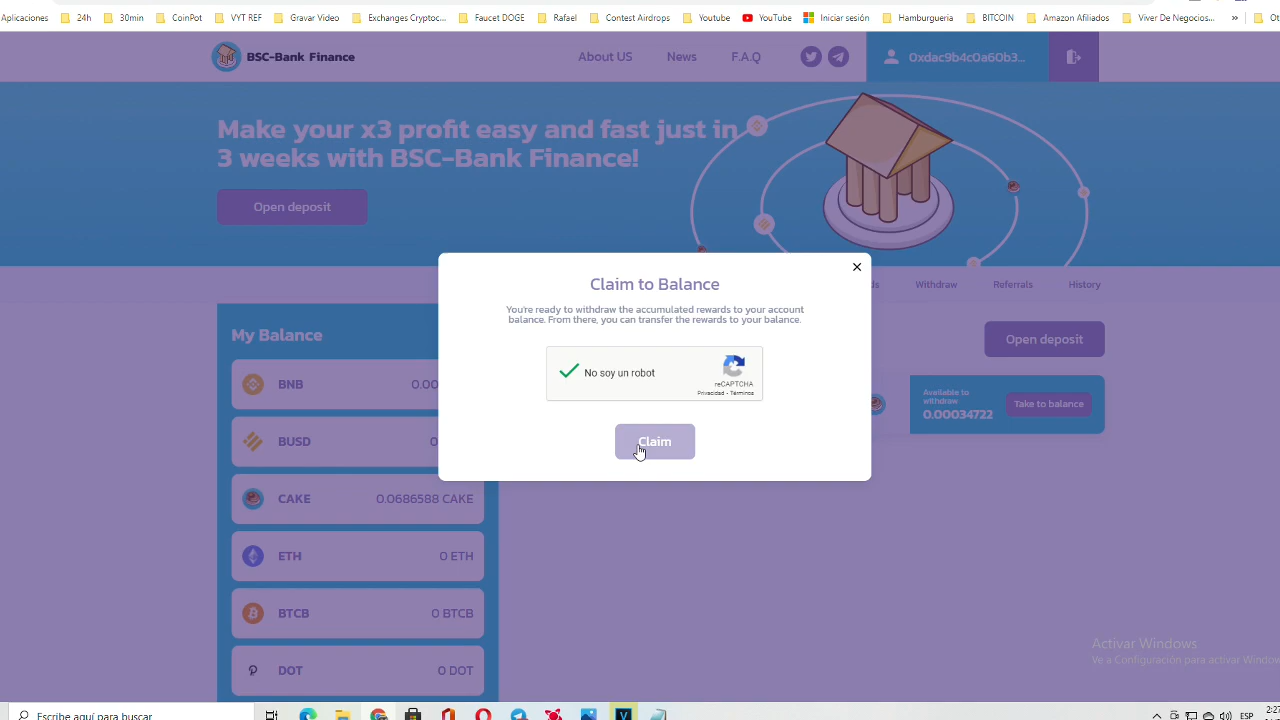 Aplicaciones 24h 30min CoinPot VYT REF Gravar Video Exchanges Cryptoc... Faucet DOGE Rafael Contest Airdrops Youtube YouTube Iniciar sesión Hamburgueria BITCOIN Amazon Afiliados Viver De Negocios... »
BSC-Bank Finance About US News F.A.Q 0xdac9b4c0a60b3...
Make your x3 profit easy and fast just in
3 weeks with BSC-Bank Finance!
Open deposit
Withdraw Referrals History
Claim to Balance
You're ready to withdraw the accumulated rewards to your account
balance. From there, you can transfer the rewards to your balance.
No soy un robot
reCAPTCHA
Privacidad - Términos
Claim
My Balance
Open deposit
BNB 0.00
BUSD 0
CAKE 0.0686588 CAKE
ETH 0 ETH
BTCB 0 BTCB
DOT 0 DOT
Available to
withdraw
0.00034722
Take to balance
Activar Windows
Ve a Configuración para activar Window
Escribe aquí para buscar
ESP